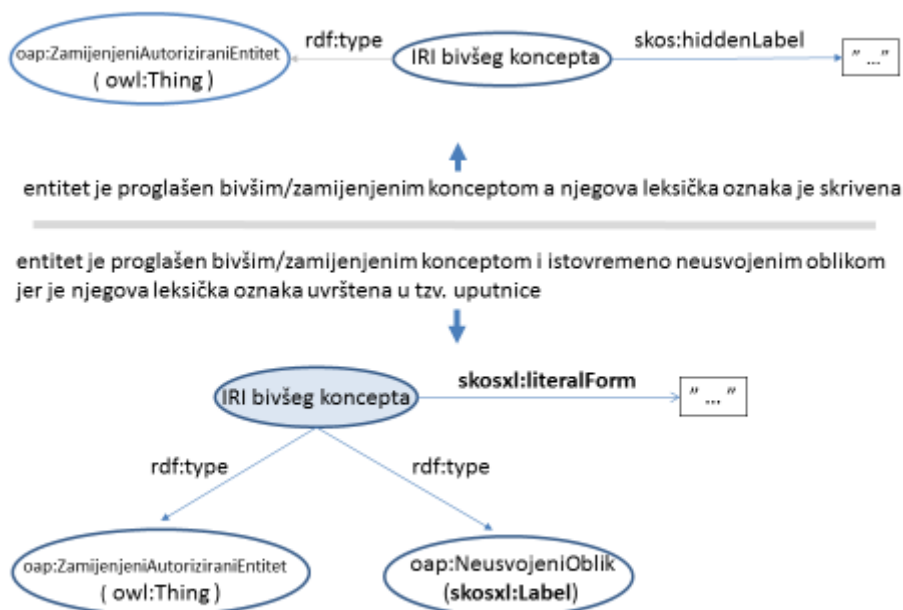 rdf:type
skos:hiddenLabel
oap:ZamijenjeniAutoriziraniEntitet
( owl:Thing )
IRI bivšeg koncepta
" ..."
entitet je proglašen bivšim/zamijenjenim konceptom a njegova leksička oznaka je skrivena
entitet je proglašen bivšim/zamijenjenim konceptom i istovremeno neusvojenim oblikom
jer je njegova leksička oznaka uvrštena u tzv. uputnice
skosxl:literalForm
IRI bivšeg koncepta
" ... "
rdf:type
rdf:type
oap:ZamijenjeniAutoriziraniEntitet
( owl:Thing )
oap:NeusvojeniOblik
(skosxl:Label)